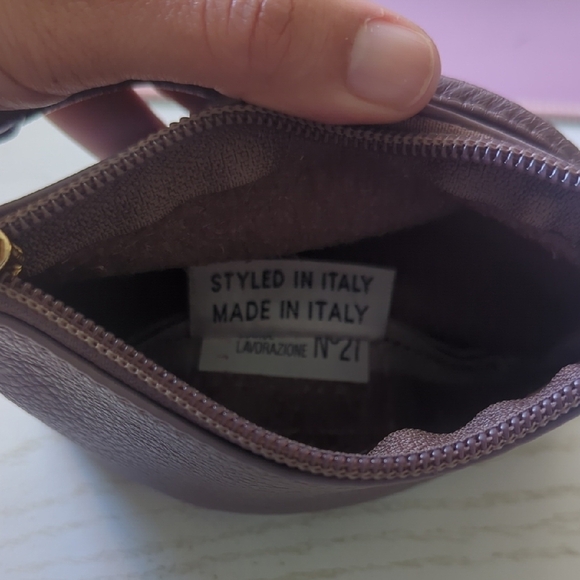 STYLED IN ITALY
MADE IN ITALY
LAVORAZIONE N°21